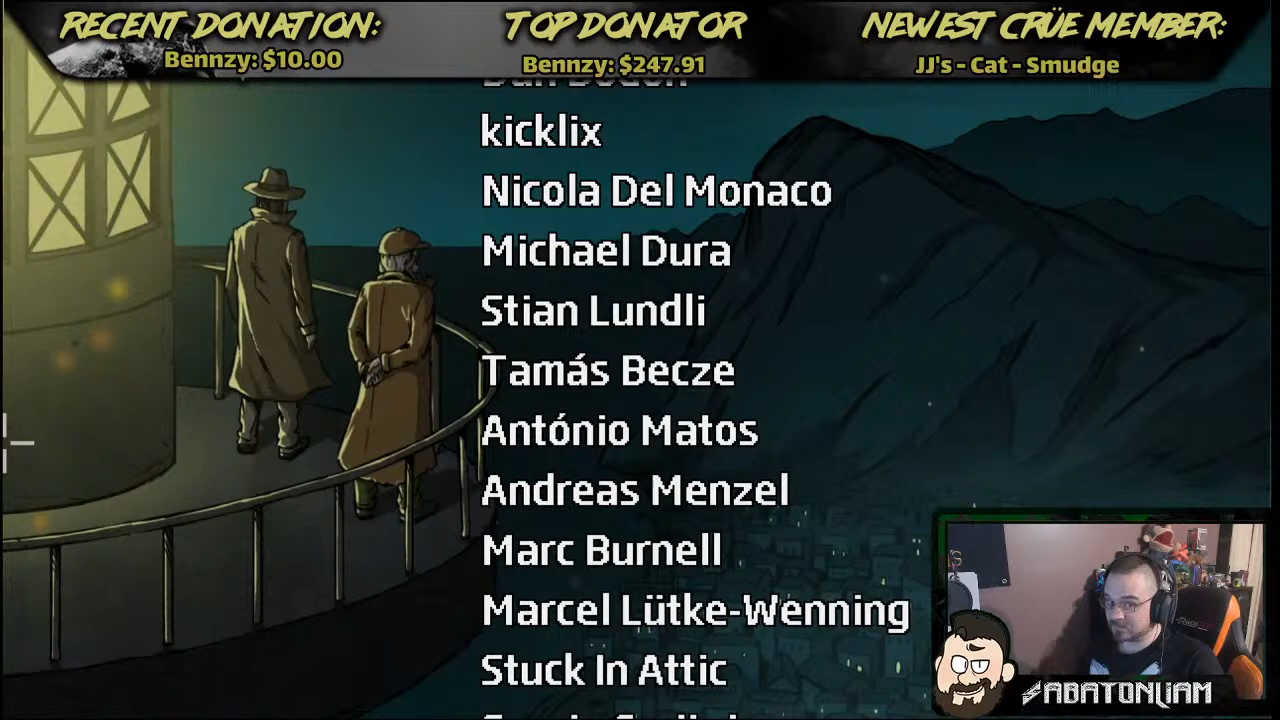 RECENT DONATION:
Bennzy: $10.00
TOP DONATOR
Bennzy: $247.91
NEWEST CRÜE MEMBER:
JJ's - Cat - Smudge
kicklix
Nicola Del Monaco
Michael Dura
Stian Lundli
Tamás Becze
António Matos
Andreas Menzel
Marc Burnell
Marcel Lütke-Wenning
Stuck In Attic
SABATONLIAM